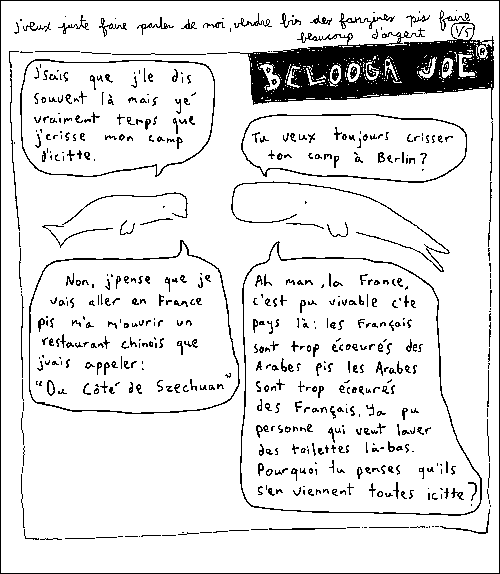 j'veux juste faire parler de moi, vendre bin des fanzines pis faire
beaucoup d'argent 1/5
BELOOGA JOE ©
J'sais que j'le dis
souvent là mais yé
vraiment temps que
j'crisse mon camp
d'icitte.
Tu veux toujours crisser
ton camp à Berlin?
Non, j'pense que je
vais aller en France
pis m'a m'ouvrir un
restaurant chinois que
j'vais appeler:
"Du Côté de Szechuan"
Ah man, la France,
c'est pu vivable c'te
pays là: les Français
sont trop écoeurés des
Arabes pis les Arabes
sont trop écoeurés
des Français. Ya pu
personne qui veut laver
des toilettes là-bas.
Pourquoi tu penses qu'ils
s'en viennent toutes icitte?